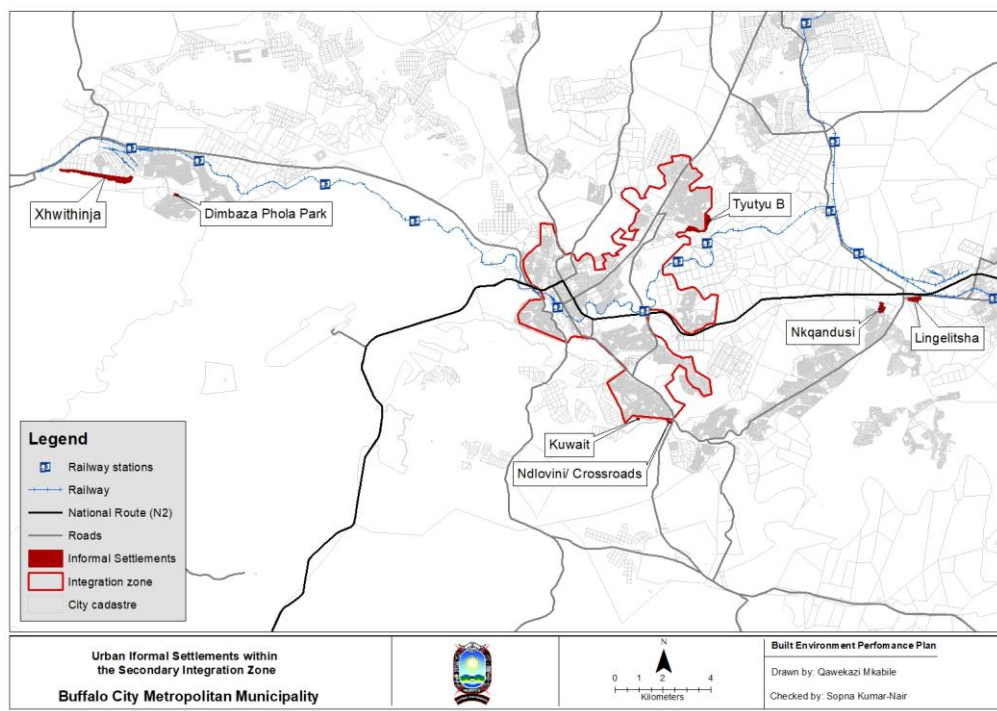 Xhwithinja
Dimbaza Phola Park
Tyutyu B
Nkqandusi
Lingelitsha
Kuwait
Ndlovini/ Crossroads
Legend
Railway stations
Railway
National Route (N2)
Roads
Informal Settlements
Integration zone
City cadastre
Urban Iformal Settlements within
the Secondary Integration Zone
Buffalo City Metropolitan Municipality
N
0 1 2 4
Kilometers
Built Environment Perfomance Plan
Drawn by: Qawekazi Mkabile
Checked by: Sopna Kumar-Nair